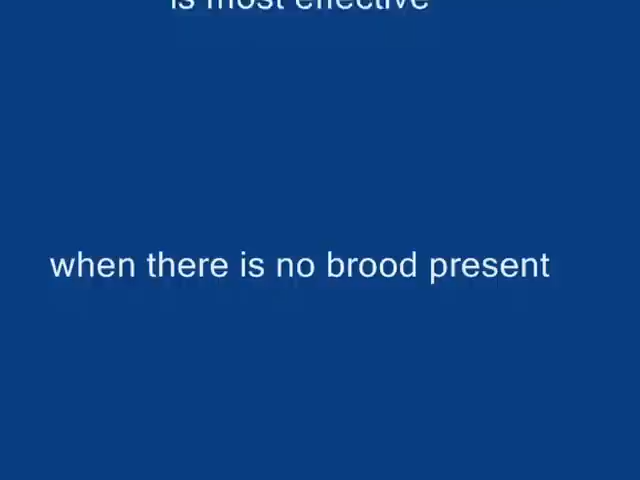 is most effective
when there is no brood present